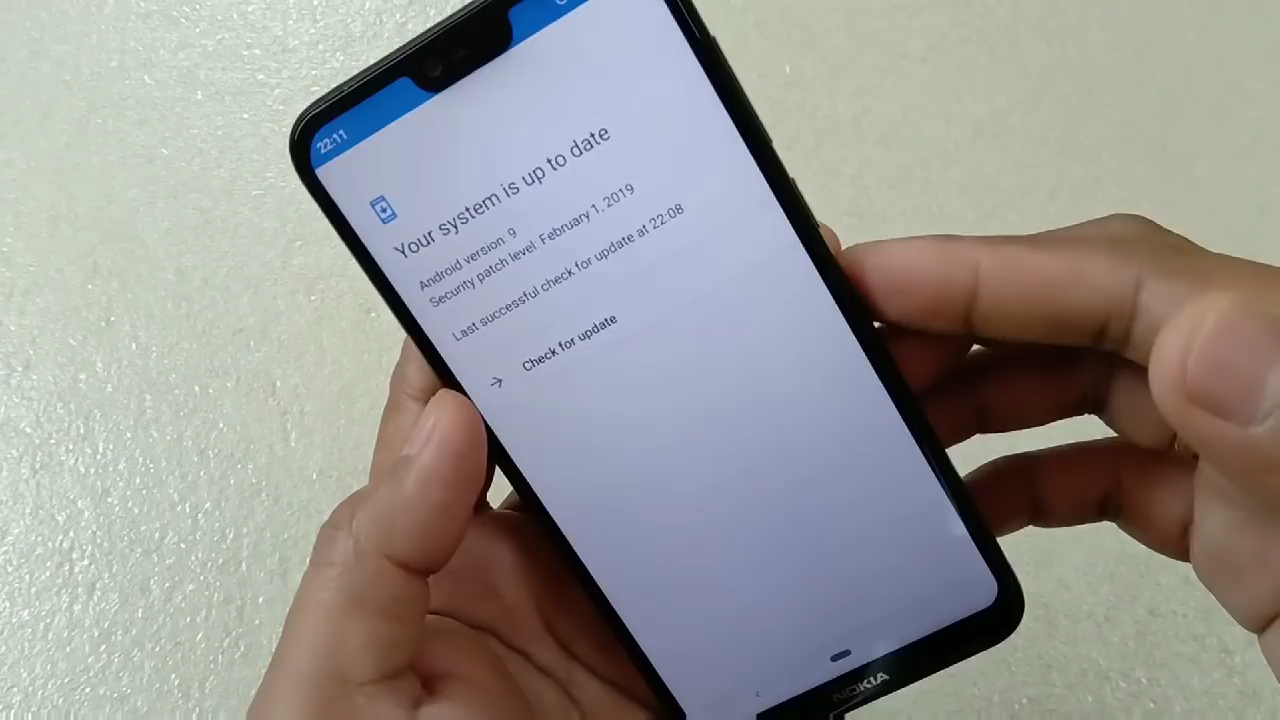 22:11
Your system is up to date
Android version: 9
Security patch level: February 1, 2019
Last successful check for update at 22:08
Check for update
NOKIA